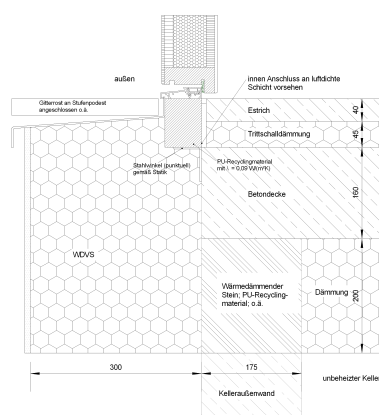 außen
innen Anschluss an luftdichte
Schicht vorsehen
Gitterrost an Stufenpodest
angeschlossen o.ä.
Estrich
40
Trittschalldämmung
45
Stahlwinkel (punktuell)
gemäß Statik
PU-Recyclingmaterial
mit λ = 0.09 W/(m²K)
Betondecke
160
WDVS
Wärmedämmender
Stein; PU-Recycling-
material; o.ä.
Dämmung
200
300
175
unbeheizter Keller
Kelleraußenwand